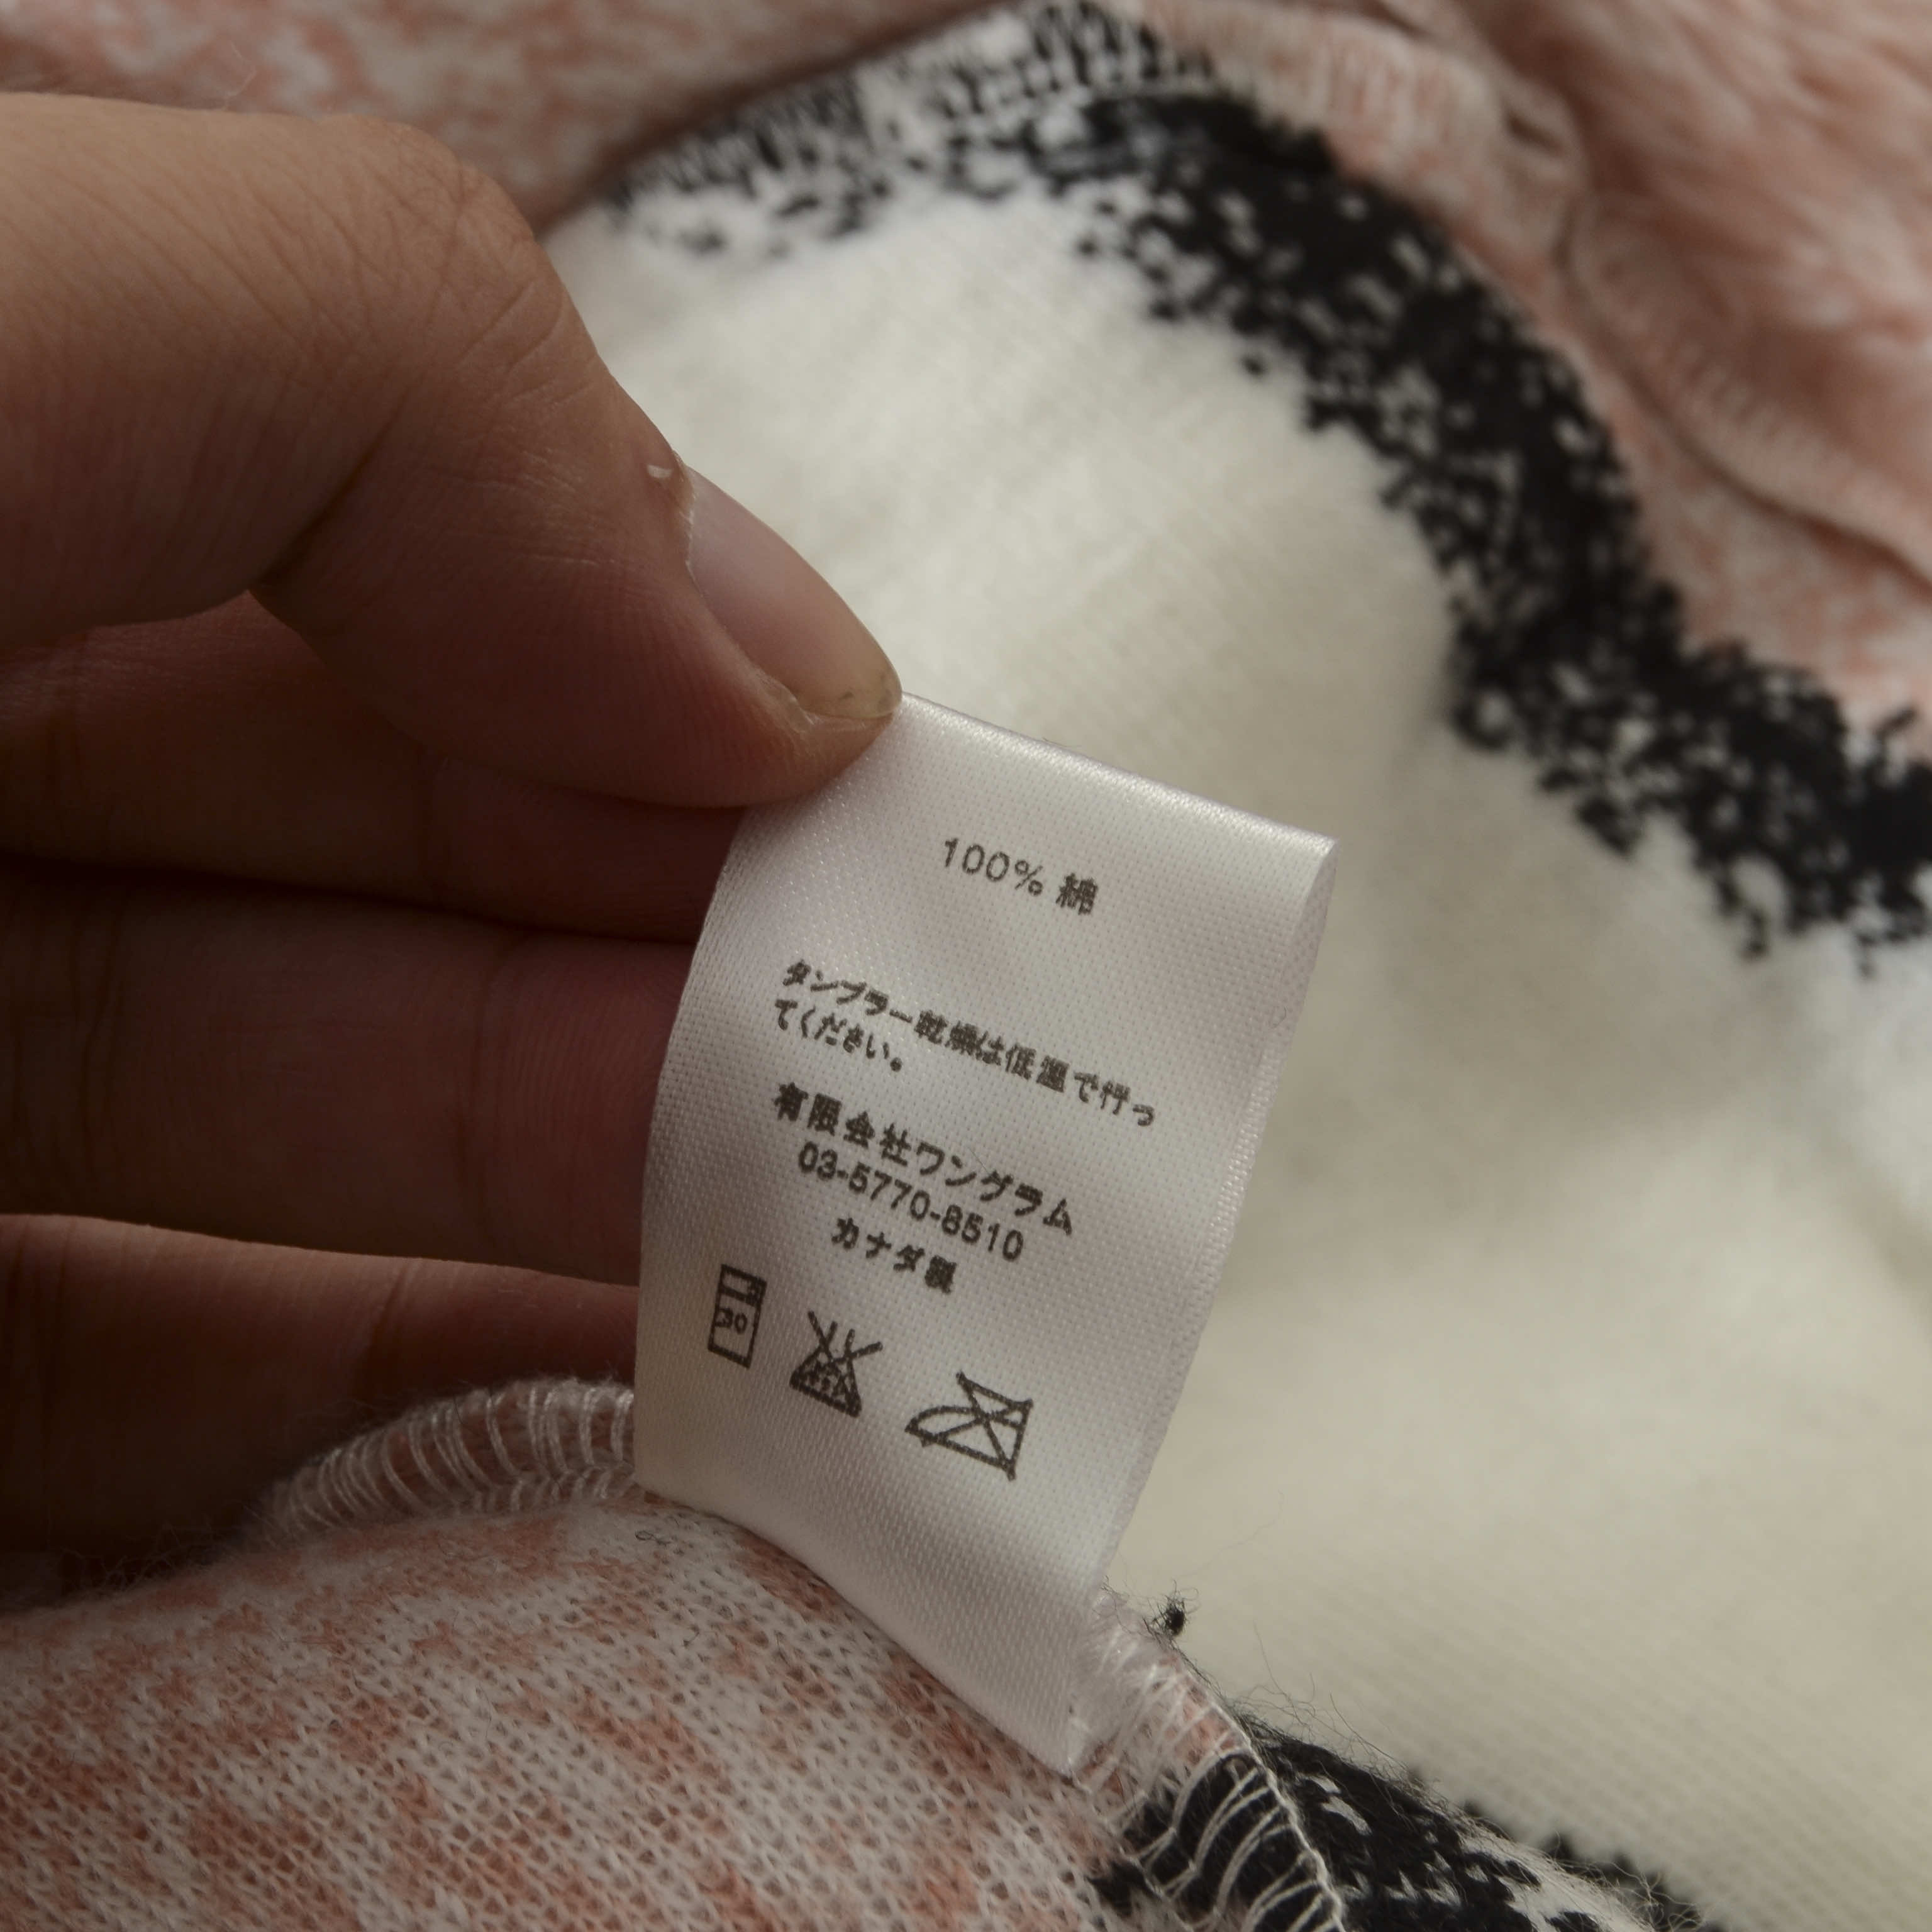 100% 綿
タンブラー乾燥は低温で行っ
てください。
有限会社ワングラム
03-5770-8510
カナダ製
30